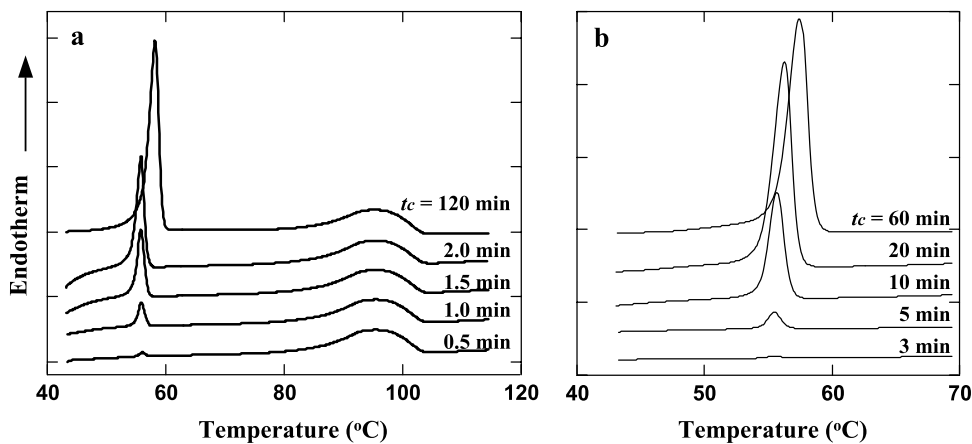 a
Endotherm
tc = 120 min
2.0 min
1.5 min
1.0 min
0.5 min
40 60 80 100 120
Temperature (°C)
b
tc = 60 min
20 min
10 min
5 min
3 min
40 50 60 70
Temperature (°C)